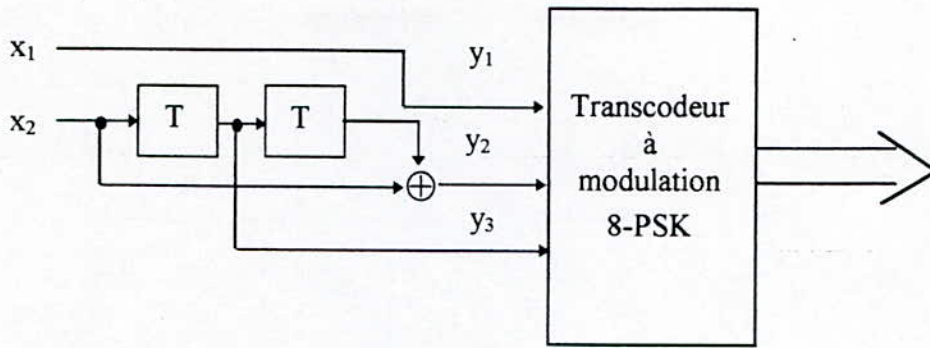 x1
x2
T
T
y1
y2
y3
Transcodeur
à
modulation
8-PSK